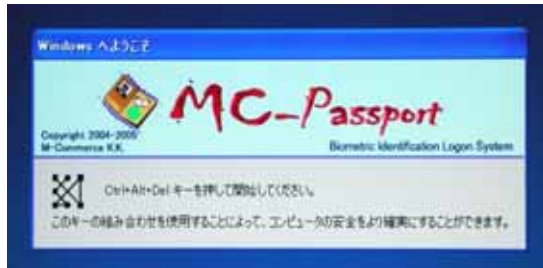 Windows へようこそ
MC-Passport
Copyright 2004-2005
M-Commerce K.K.
Biometric Identification Logon System
Ctrl+Alt+Del キーを押して開始してください。
このキーの組み合わせを使用することによって、コンピュータの安全をより確実にすることができます。